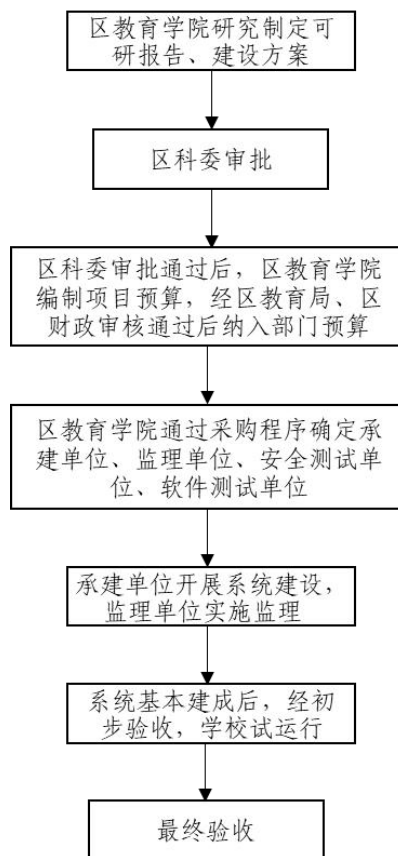 区教育学院研究制定可
研报告、建设方案
区科委审批
区科委审批通过后，区教育学院
编制项目预算，经区教育局、区
财政审核通过后纳入部门预算
区教育学院通过采购程序确定承
建单位、监理单位、安全测试单
位、软件测试单位
承建单位开展系统建设，
监理单位实施监理
系统基本建成后，经初
步验收，学校试运行
最终验收